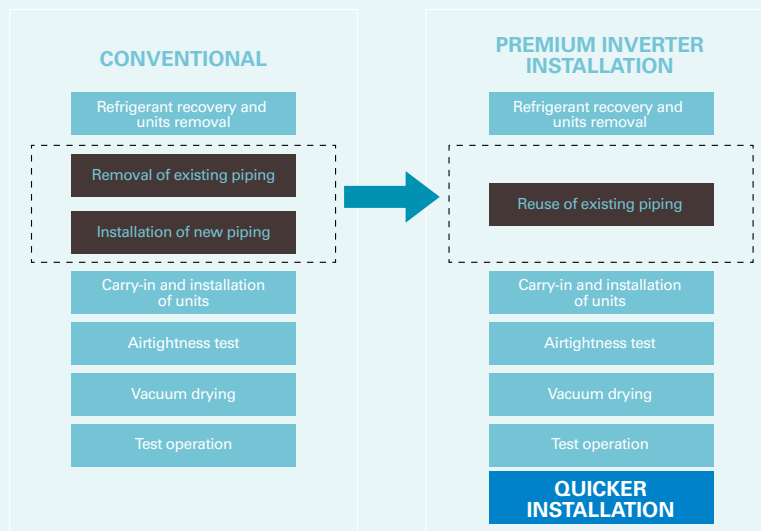 CONVENTIONAL
Refrigerant recovery and
units removal
Removal of existing piping
Installation of new piping
Carry-in and installation
of units
Airtightness test
Vacuum drying
Test operation
PREMIUM INVERTER
INSTALLATION
Refrigerant recovery and
units removal
Reuse of existing piping
Carry-in and installation
of units
Airtightness test
Vacuum drying
Test operation
QUICKER
INSTALLATION